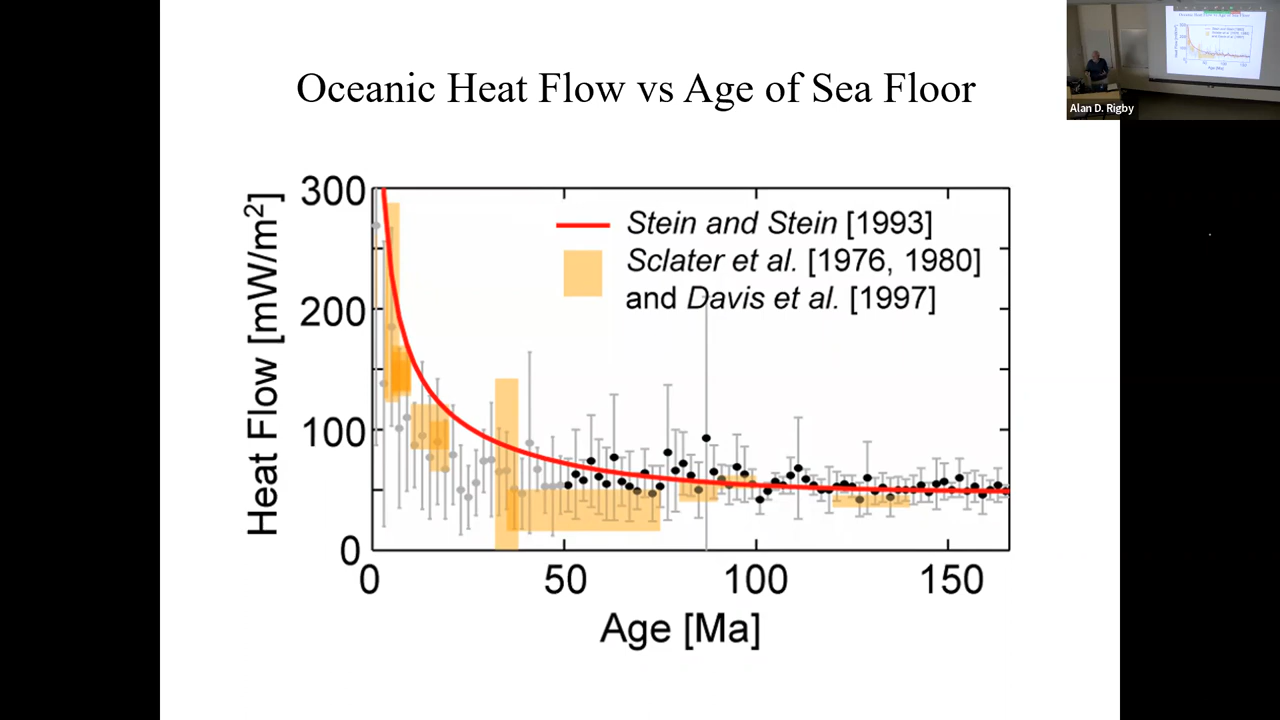 Oceanic Heat Flow vs Age of Sea Floor
Alan D. Rigby
300
200
100
0
Heat Flow [mW/m²]
Stein and Stein [1993]
Sclater et al. [1976, 1980]
and Davis et al. [1997]
0 50 100 150
Age [Ma]